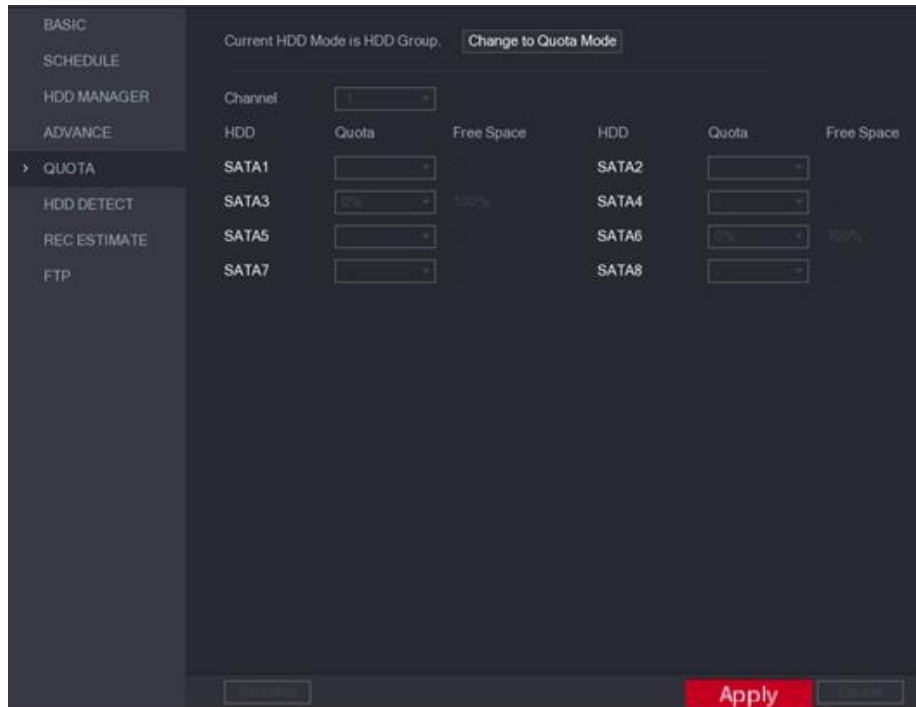 BASIC
SCHEDULE
HDD MANAGER
ADVANCE
> QUOTA
HDD DETECT
REC ESTIMATE
FTP
Current HDD Mode is HDD Group. Change to Quota Mode
Channel 1
HDD Quota Free Space HDD Quota Free Space
SATA1 - - SATA2 - -
SATA3 0% 100% SATA4 - -
SATA5 - - SATA6 0% 100%
SATA7 - - SATA8 - -
Apply Cancel